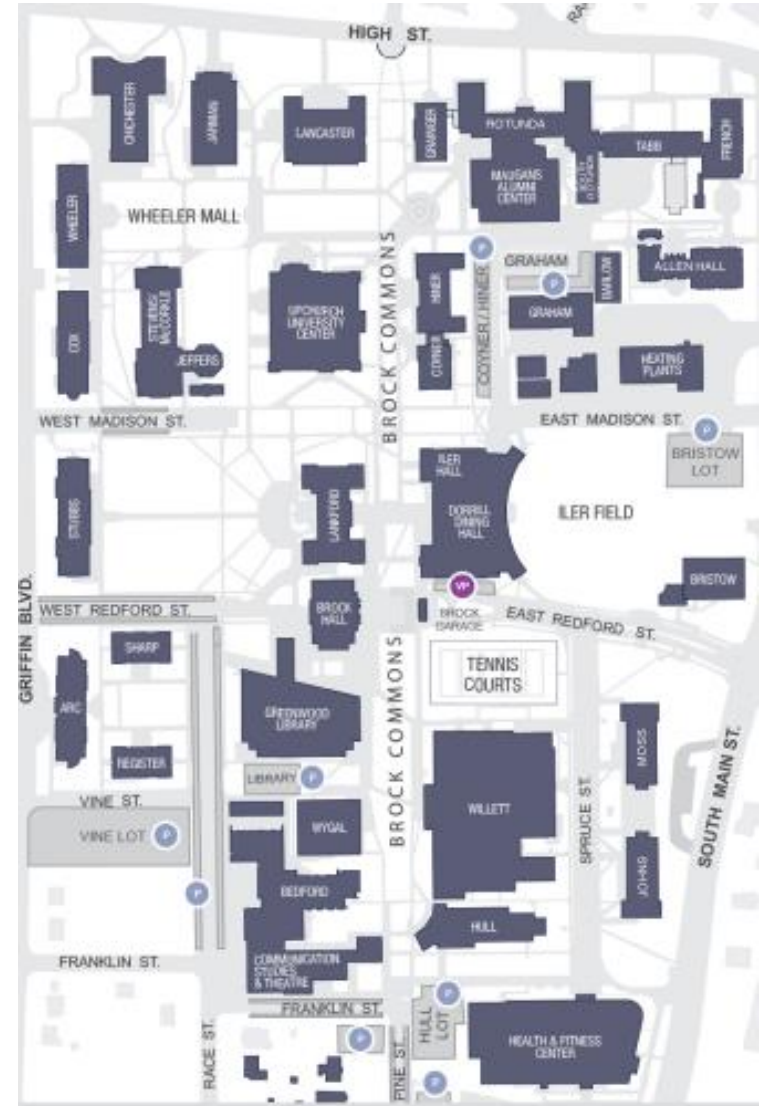 HIGH ST.
CHICHESTER
JARMAN
LANCASTER
GRAINGER
ROTUNDA
TABB
FRENCH
MAUGANS
ALUMNI
CENTER
SOUTH
ROTUNDA
WHEELER
WHEELER MALL
BROCK COMMONS
P
GRAHAM
P
BARLOW
ALLEN HALL
COX
STEVENS/
McCORKLE
JEFFERS
UPCHURCH
UNIVERSITY
CENTER
HINER
COYNER
COYNER / HINER
GRAHAM
HEATING
PLANTS
WEST MADISON ST.
EAST MADISON ST.
P
BRISTOW
LOT
STUBBS
LANKFORD
ILER
HALL
DORRILL
DINING
HALL
ILER FIELD
BRISTOW
VP
GRIFFIN BLVD.
WEST REDFORD ST.
BROCK
HALL
BROCK
GARAGE
EAST REDFORD ST.
SHARP
ARC
REGISTER
GREENWOOD
LIBRARY
BROCK COMMONS
TENNIS
COURTS
MOSS
SOUTH MAIN ST.
LIBRARY
P
VINE ST.
VINE LOT
P
WYGAL
WILLETT
SPRUCE ST.
JOHNS
P
BEDFORD
HULL
FRANKLIN ST.
COMMUNICATION
STUDIES
& THEATRE
FRANKLIN ST.
P
HULL
LOT
HEALTH & FITNESS
CENTER
RACE ST.
P
PINE ST.
P